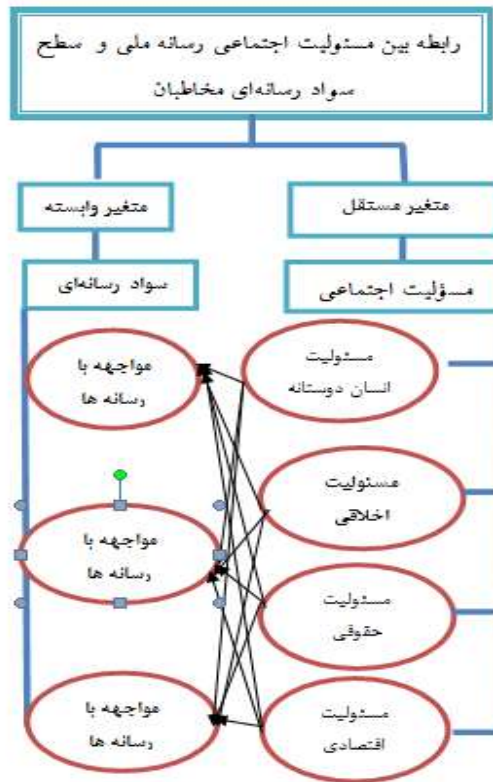 رابطه بین مسئولیت اجتماعی رسانه ملی و سطح
سواد رسانه‌ای مخاطبان
متغیر مستقل
متغیر وابسته
مسؤلیت اجتماعی
سواد رسانه‌ای
مسئولیت
انسان دوستانه
مواجهه با
رسانه ها
مسئولیت
اخلاقی
مواجهه با
رسانه ها
مسئولیت
حقوقی
مسئولیت
اقتصادی
مواجهه با
رسانه ها